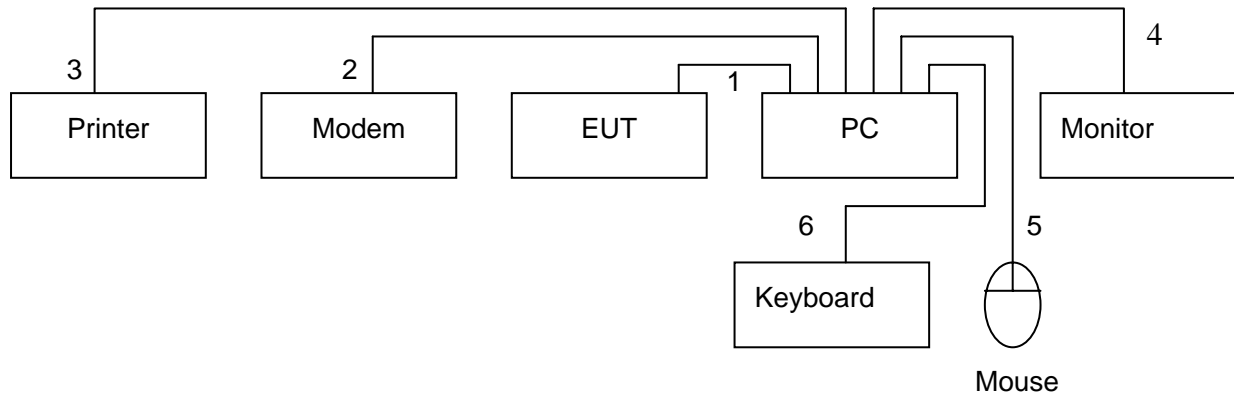 4
3
2
1
Printer
Modem
EUT
PC
Monitor
6
5
Keyboard
Mouse